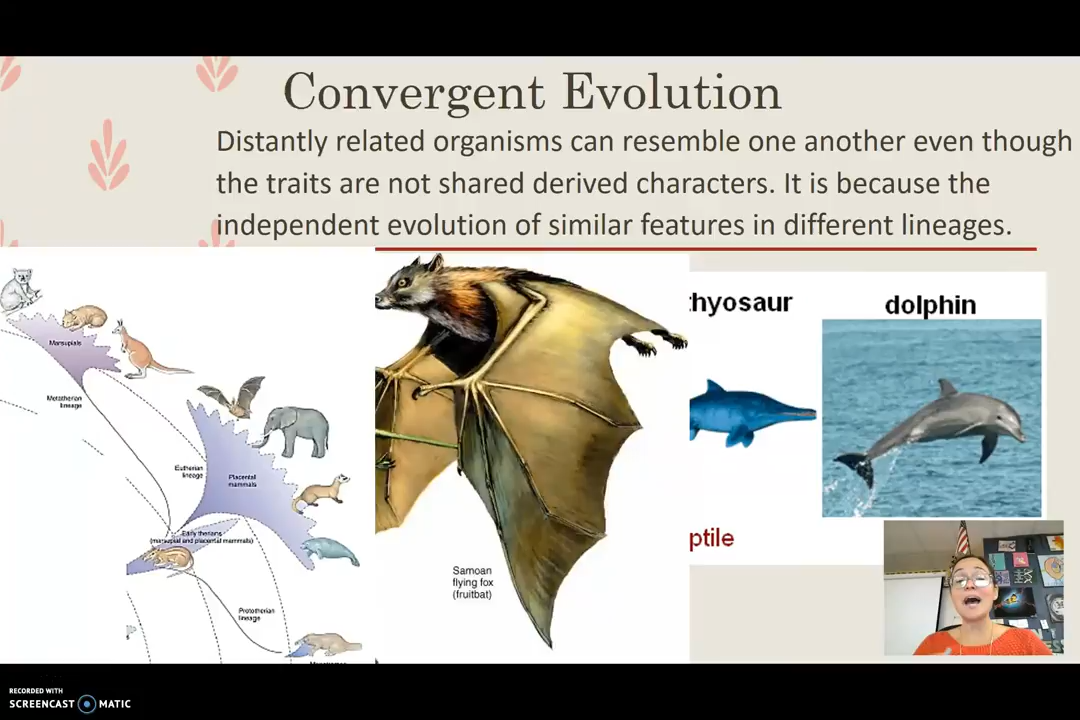 Convergent Evolution
Distantly related organisms can resemble one another even though
the traits are not shared derived characters. It is because the
independent evolution of similar features in different lineages.
Marsupials
Metatherian
lineage
Eutherian
lineage
Placental
mammals
Early therians
(marsupial and placental mammals)
Prototherian
lineage
Samoan
flying fox
(fruitbat)
thyosaur
dolphin
ptile
RECORDED WITH
SCREENCAST MATIC